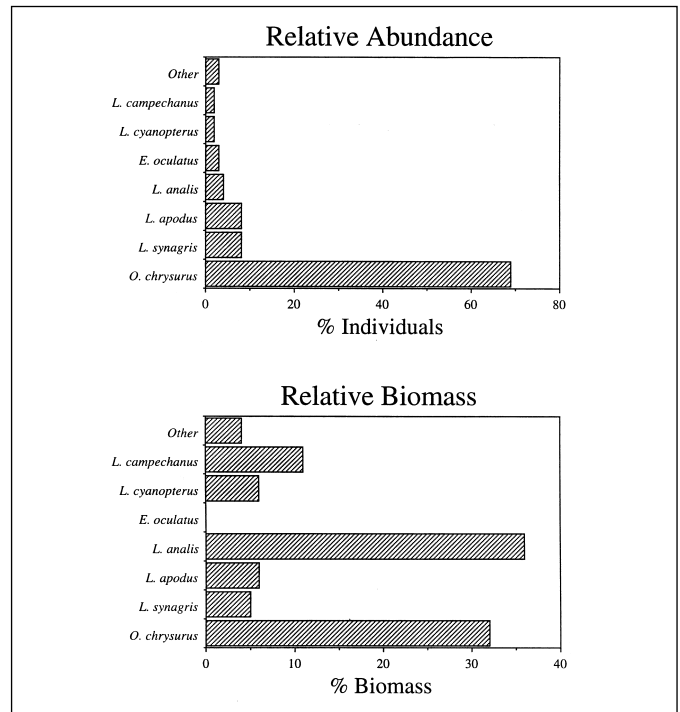 Relative Abundance
Other
L. campechanus
L. cyanopterus
E. oculatus
L. analis
L. apodus
L. synagris
O. chrysurus
0 20 40 60 80
% Individuals
Relative Biomass
Other
L. campechanus
L. cyanopterus
E. oculatus
L. analis
L. apodus
L. synagris
O. chrysurus
0 10 20 30 40
% Biomass